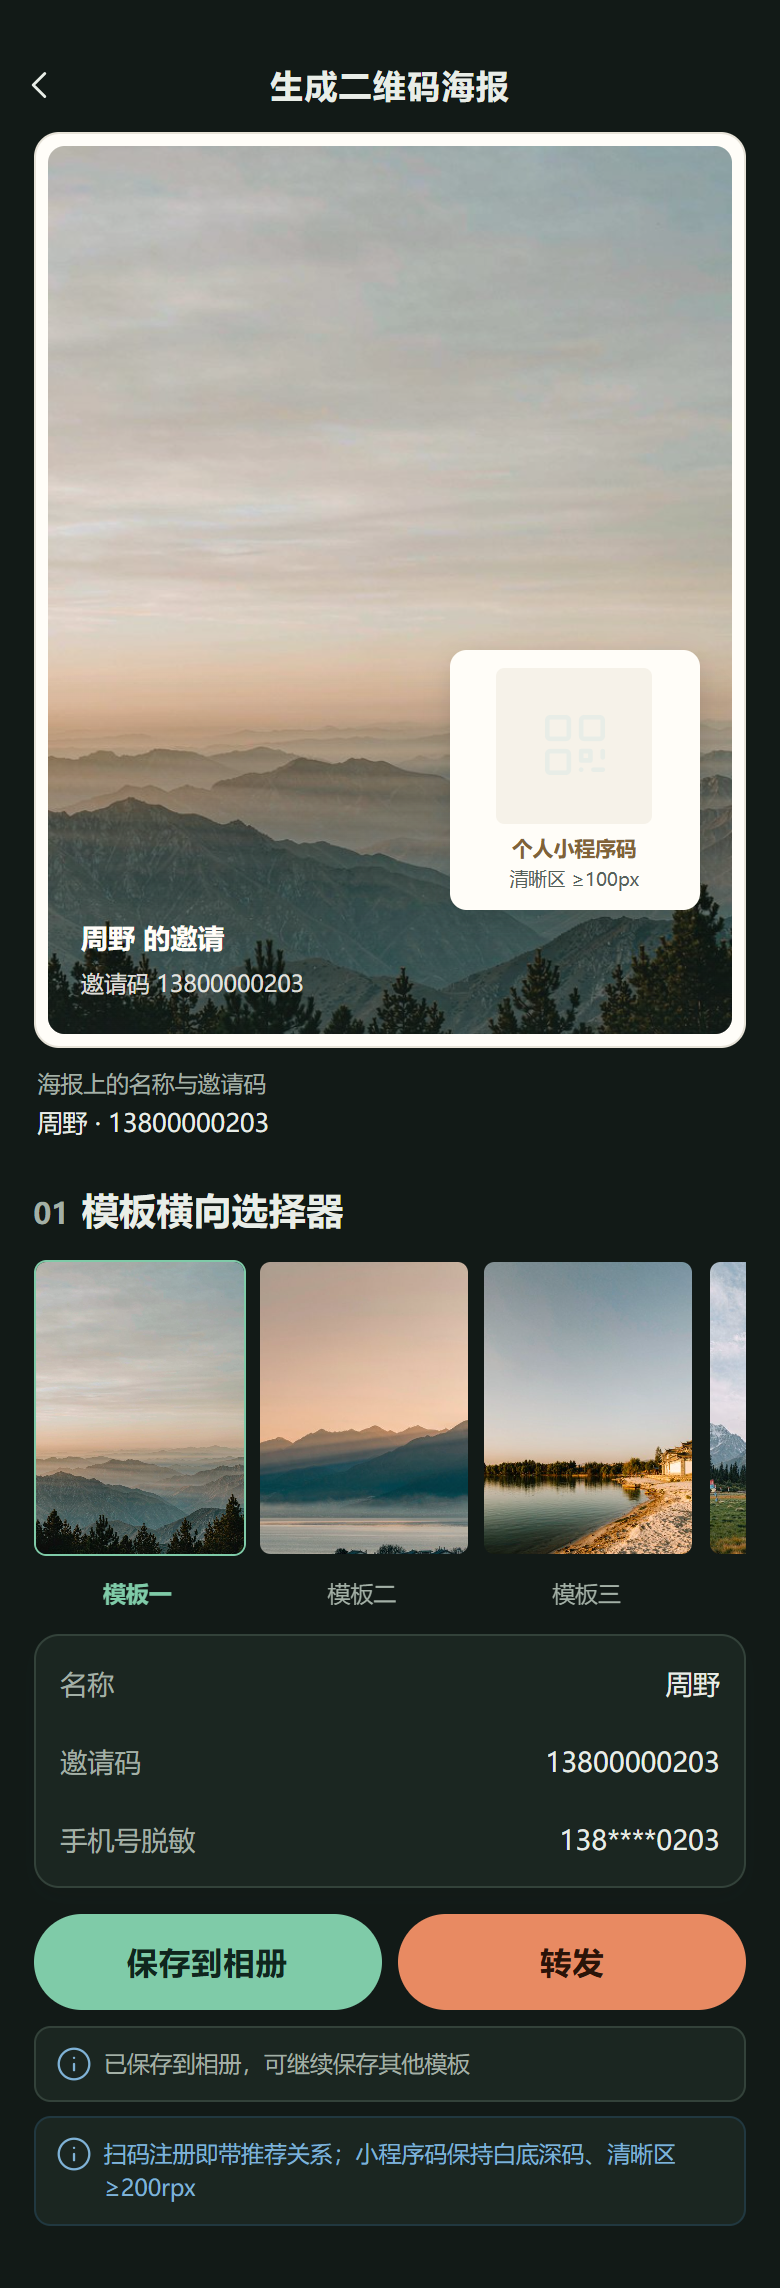 生成二维码海报
个人小程序码
清晰区 ≥100px
周野 的邀请
邀请码 13800000203
海报上的名称与邀请码
周野 · 13800000203
01 模板横向选择器
模板一
模板二
模板三
名称
周野
邀请码
13800000203
手机号脱敏
138****0203
保存到相册
转发
已保存到相册，可继续保存其他模板
扫码注册即带推荐关系；小程序码保持白底深码、清晰区
≥200rpx